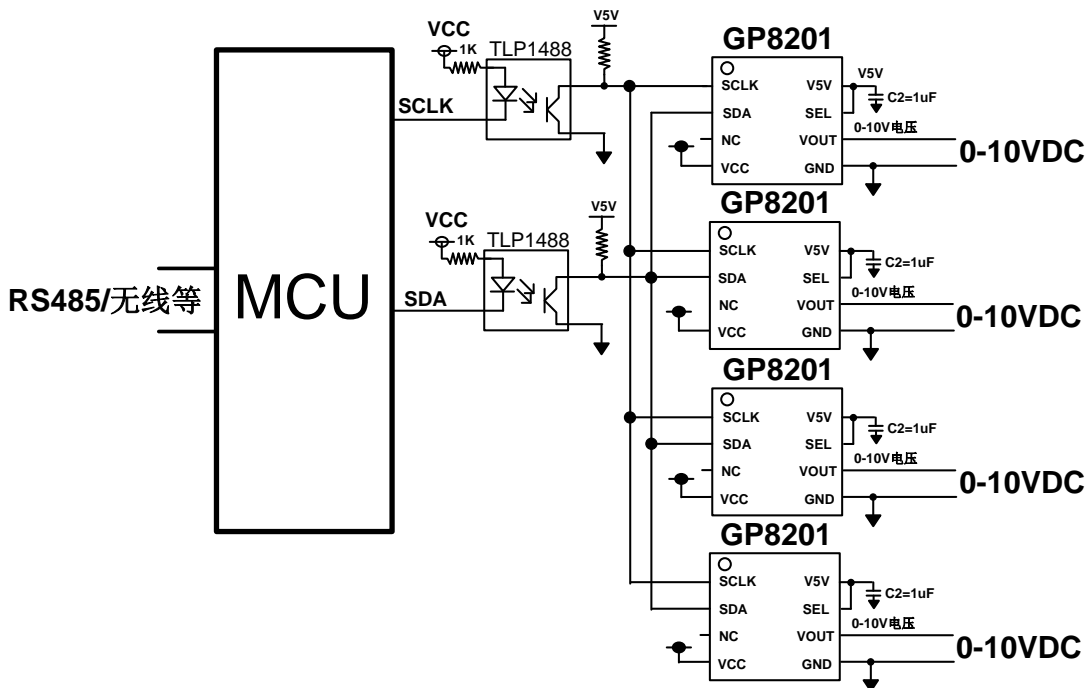 VCC
1K
TLP1488
V5V
SCLK
VCC
1K
TLP1488
V5V
SDA
RS485/无线等
MCU
GP8201
SCLK
SDA
NC
VCC
V5V
SEL
VOUT
GND
V5V
C2=1uF
0-10V电压
0-10VDC
GP8201
SCLK
SDA
NC
VCC
V5V
SEL
VOUT
GND
C2=1uF
0-10V电压
0-10VDC
GP8201
SCLK
SDA
NC
VCC
V5V
SEL
VOUT
GND
C2=1uF
0-10V电压
0-10VDC
GP8201
SCLK
SDA
NC
VCC
V5V
SEL
VOUT
GND
C2=1uF
0-10V电压
0-10VDC